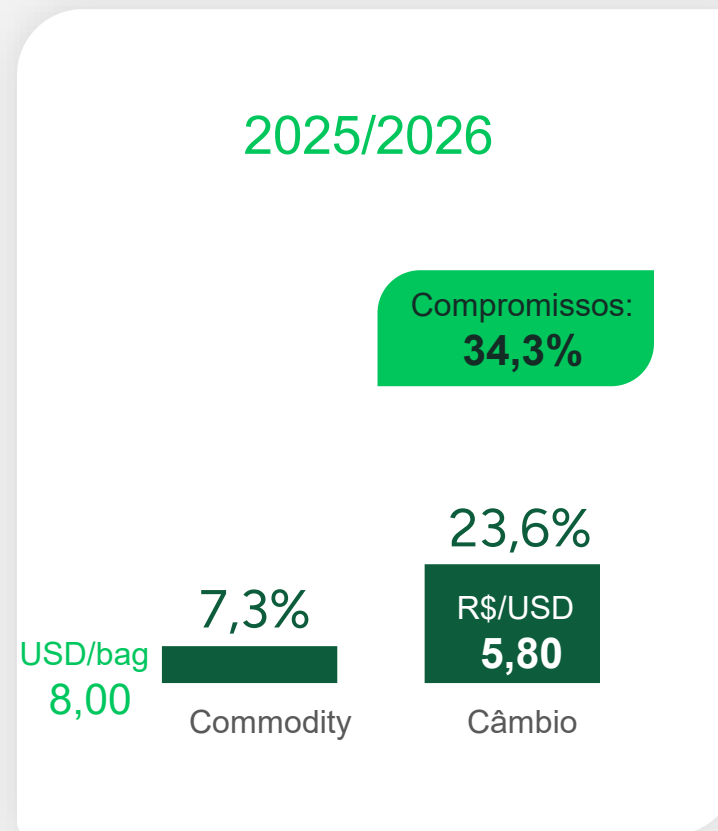 2025/2026
Compromissos:
34,3%
23,6%
7,3%
R$/USD
5,80
USD/bag
8,00
Commodity
Câmbio